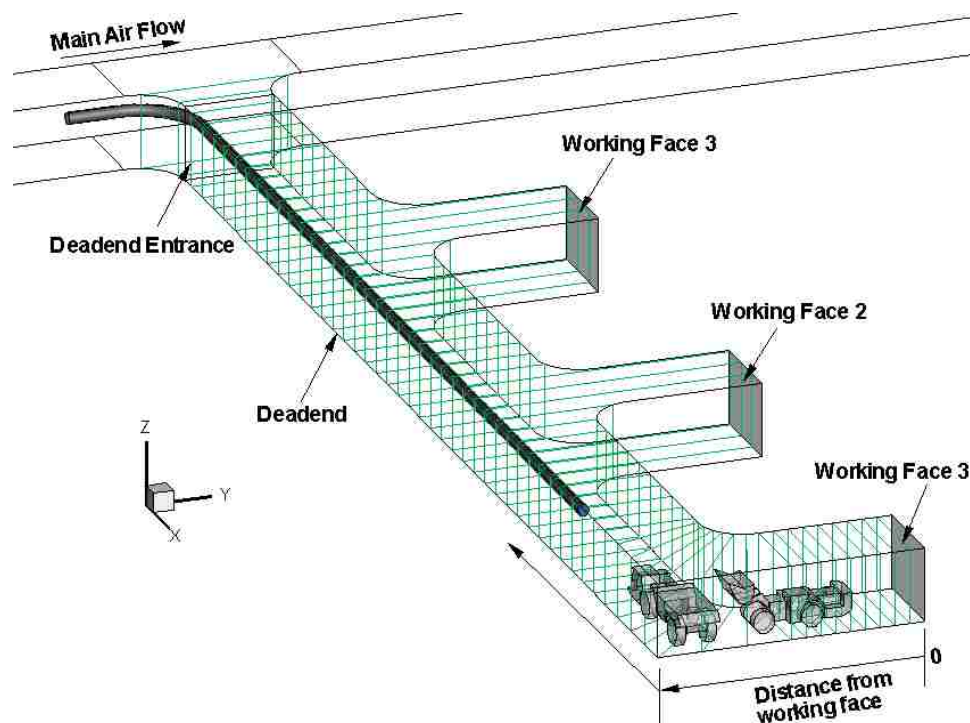 Main Air Flow
Working Face 3
Deadend Entrance
Working Face 2
Deadend
Z
Y
X
Working Face 3
0
Distance from
working face